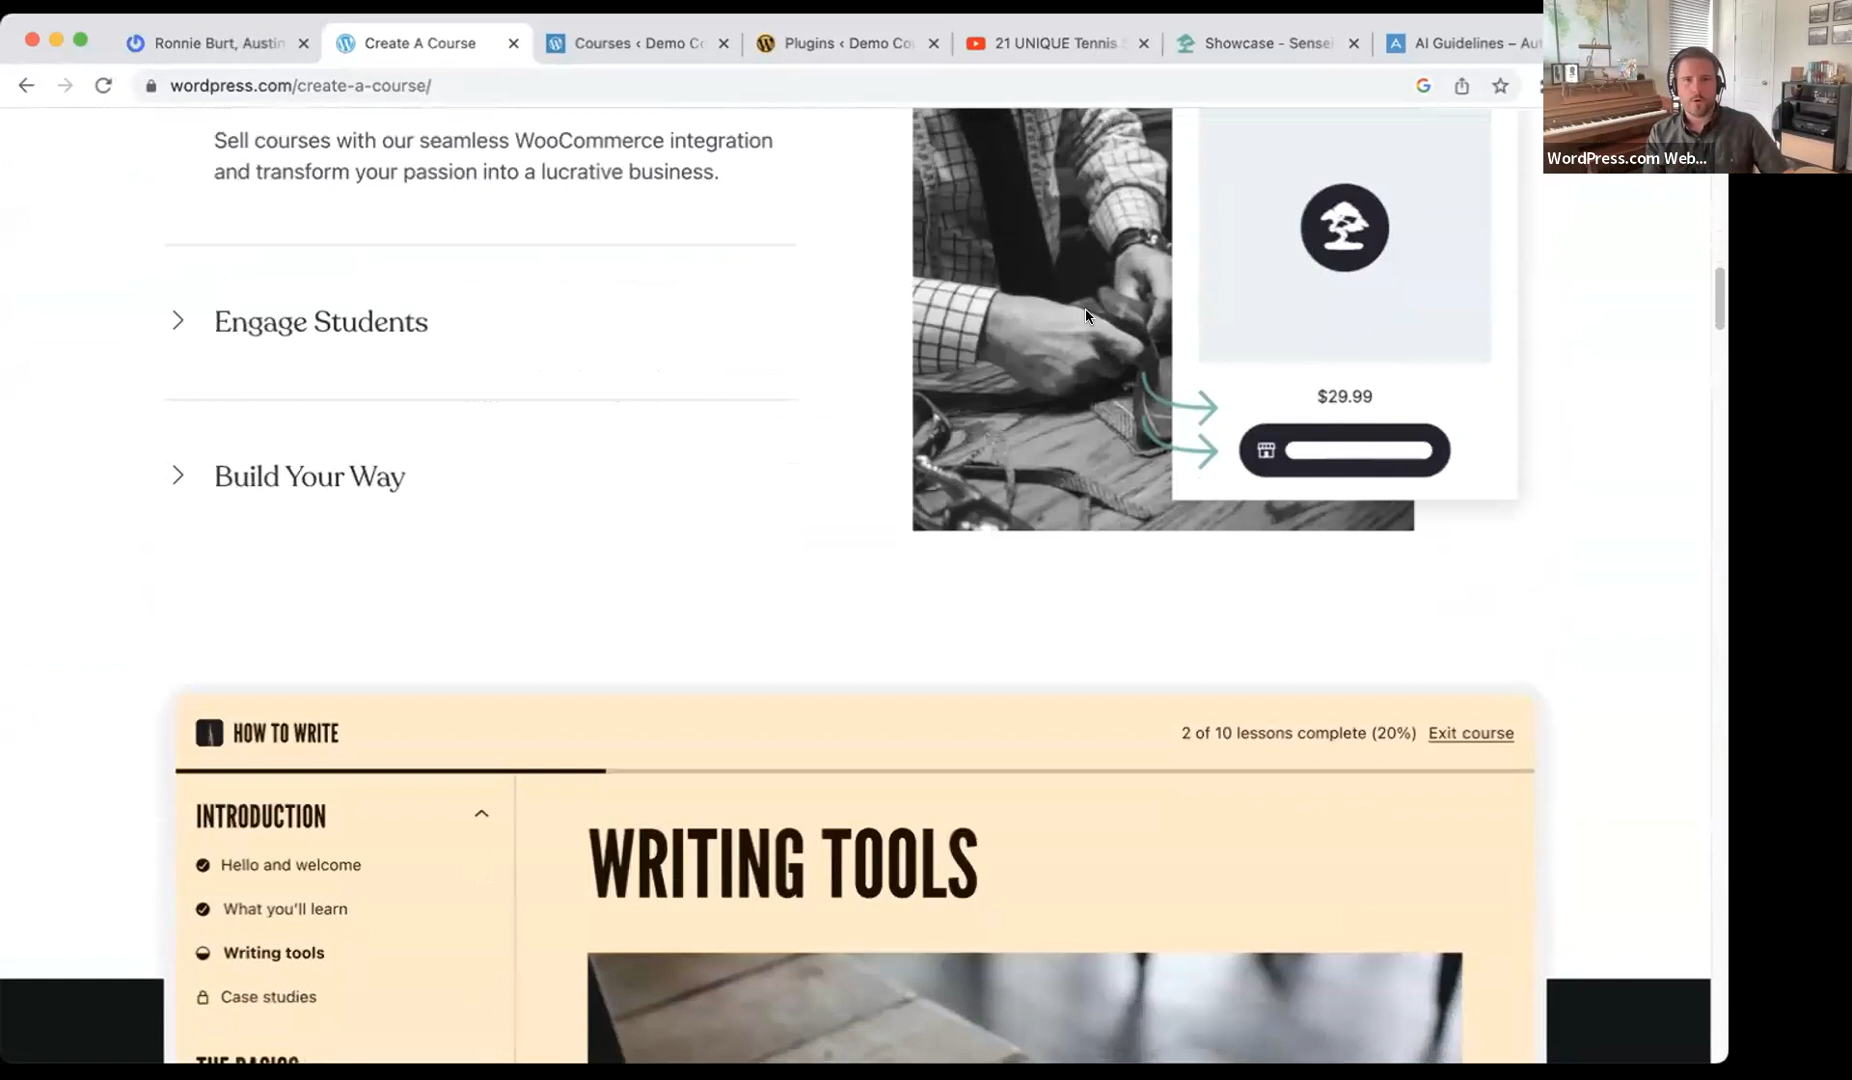 Ronnie Burt, Austin
Create A Course
Courses ‹ Demo Co
Plugins ‹ Demo Co
21 UNIQUE Tennis
Showcase - Sensei
AI Guidelines – Aut
wordpress.com/create-a-course/
WordPress.com Web...
Sell courses with our seamless WooCommerce integration
and transform your passion into a lucrative business.
Engage Students
Build Your Way
$29.99
HOW TO WRITE
2 of 10 lessons complete (20%) Exit course
INTRODUCTION
Hello and welcome
What you'll learn
Writing tools
Case studies
THE BASICS
WRITING TOOLS